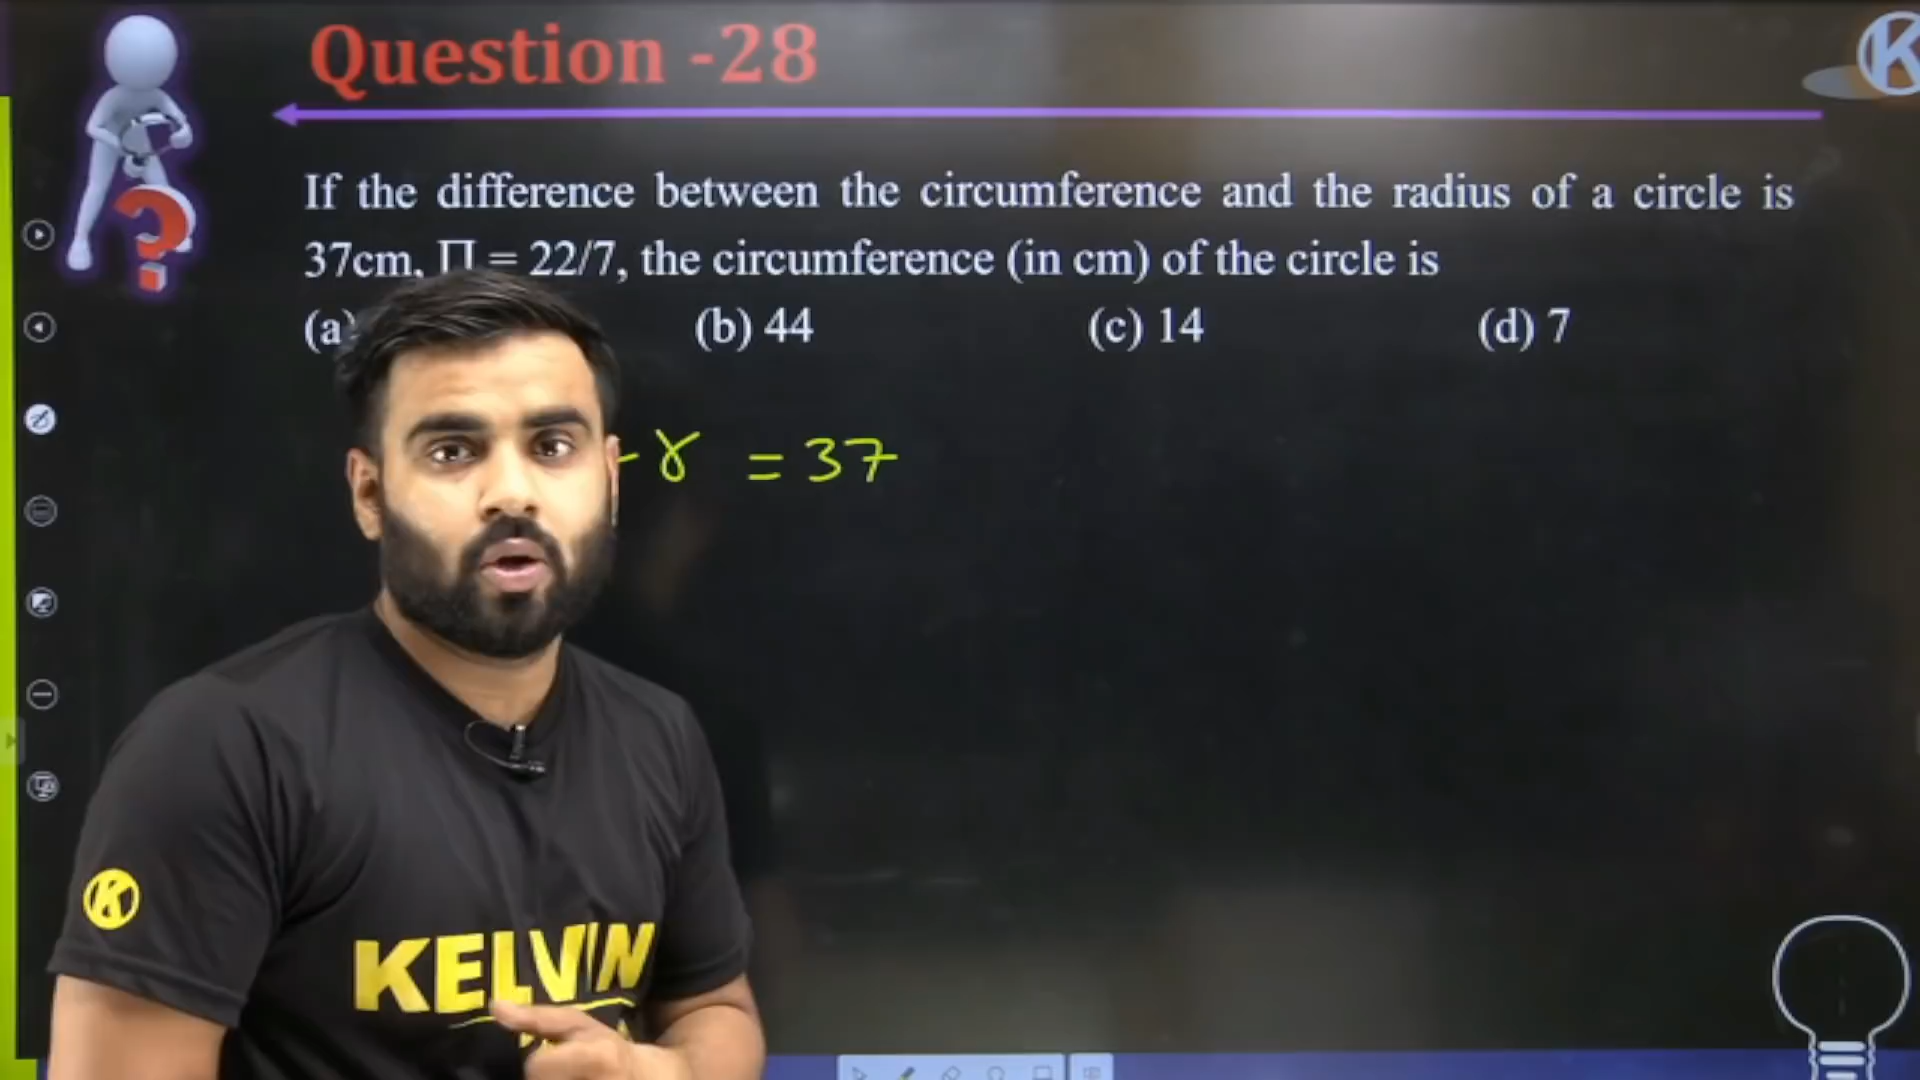 Question -28
If the difference between the circumference and the radius of a circle is
37cm, Π = 22/7, the circumference (in cm) of the circle is
(a) (b) 44 (c) 14 (d) 7
- r = 37
K
K
KELVIN